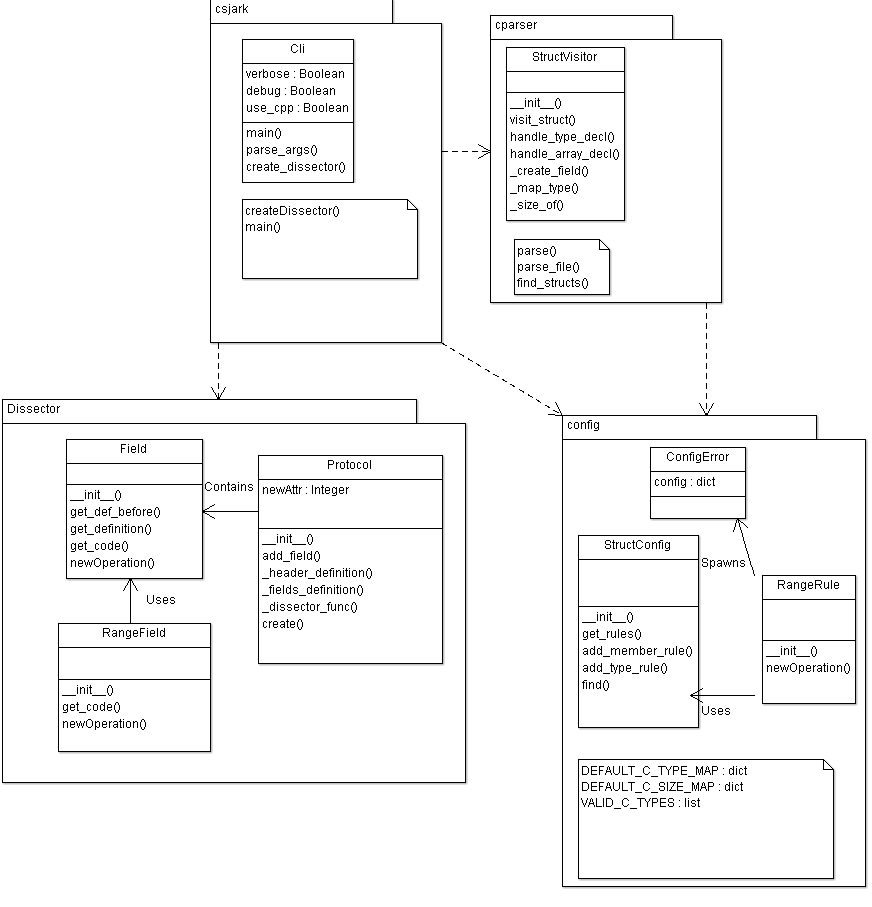 csjark
Cli
verbose : Boolean
debug : Boolean
use_cpp : Boolean
main()
parse_args()
create_dissector()
createDissector()
main()
cparser
StructVisitor
__init__()
visit_struct()
handle_type_decl()
handle_array_decl()
_create_field()
_map_type()
_size_of()
parse()
parse_file()
find_structs()
Dissector
Field
__init__()
get_def_before()
get_definition()
get_code()
newOperation()
Contains
Protocol
newAttr : Integer
__init__()
add_field()
_header_definition()
_fields_definition()
_dissector_func()
create()
Uses
RangeField
__init__()
get_code()
newOperation()
config
ConfigError
config : dict
StructConfig
__init__()
get_rules()
add_member_rule()
add_type_rule()
find()
Spawns
RangeRule
__init__()
newOperation()
Uses
DEFAULT_C_TYPE_MAP : dict
DEFAULT_C_SIZE_MAP : dict
VALID_C_TYPES : list